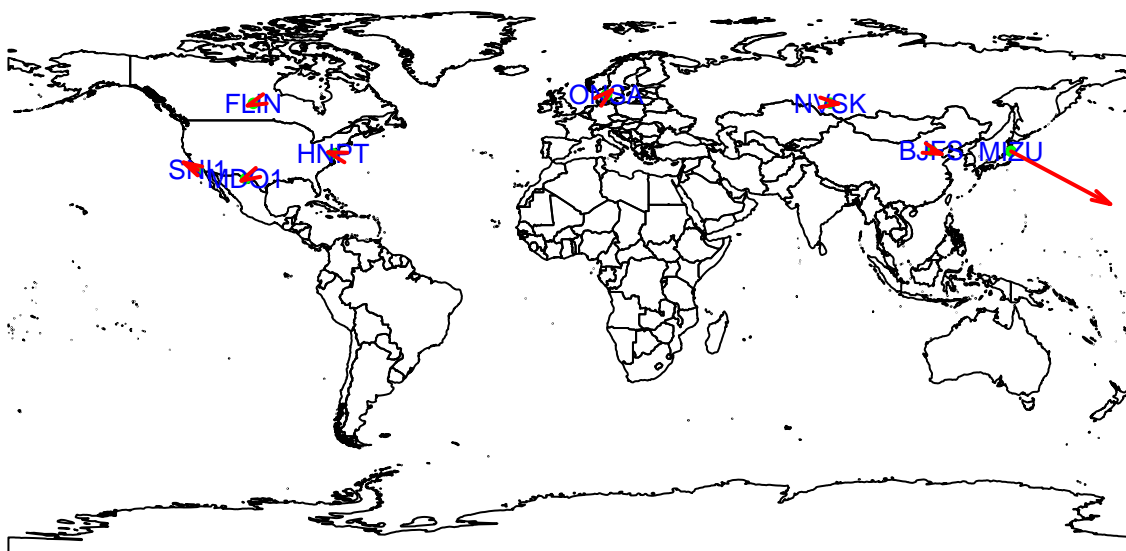 FLIN
ONSA
NVSK
HNPT
BJFS
MIZU
SNI1
MDO1